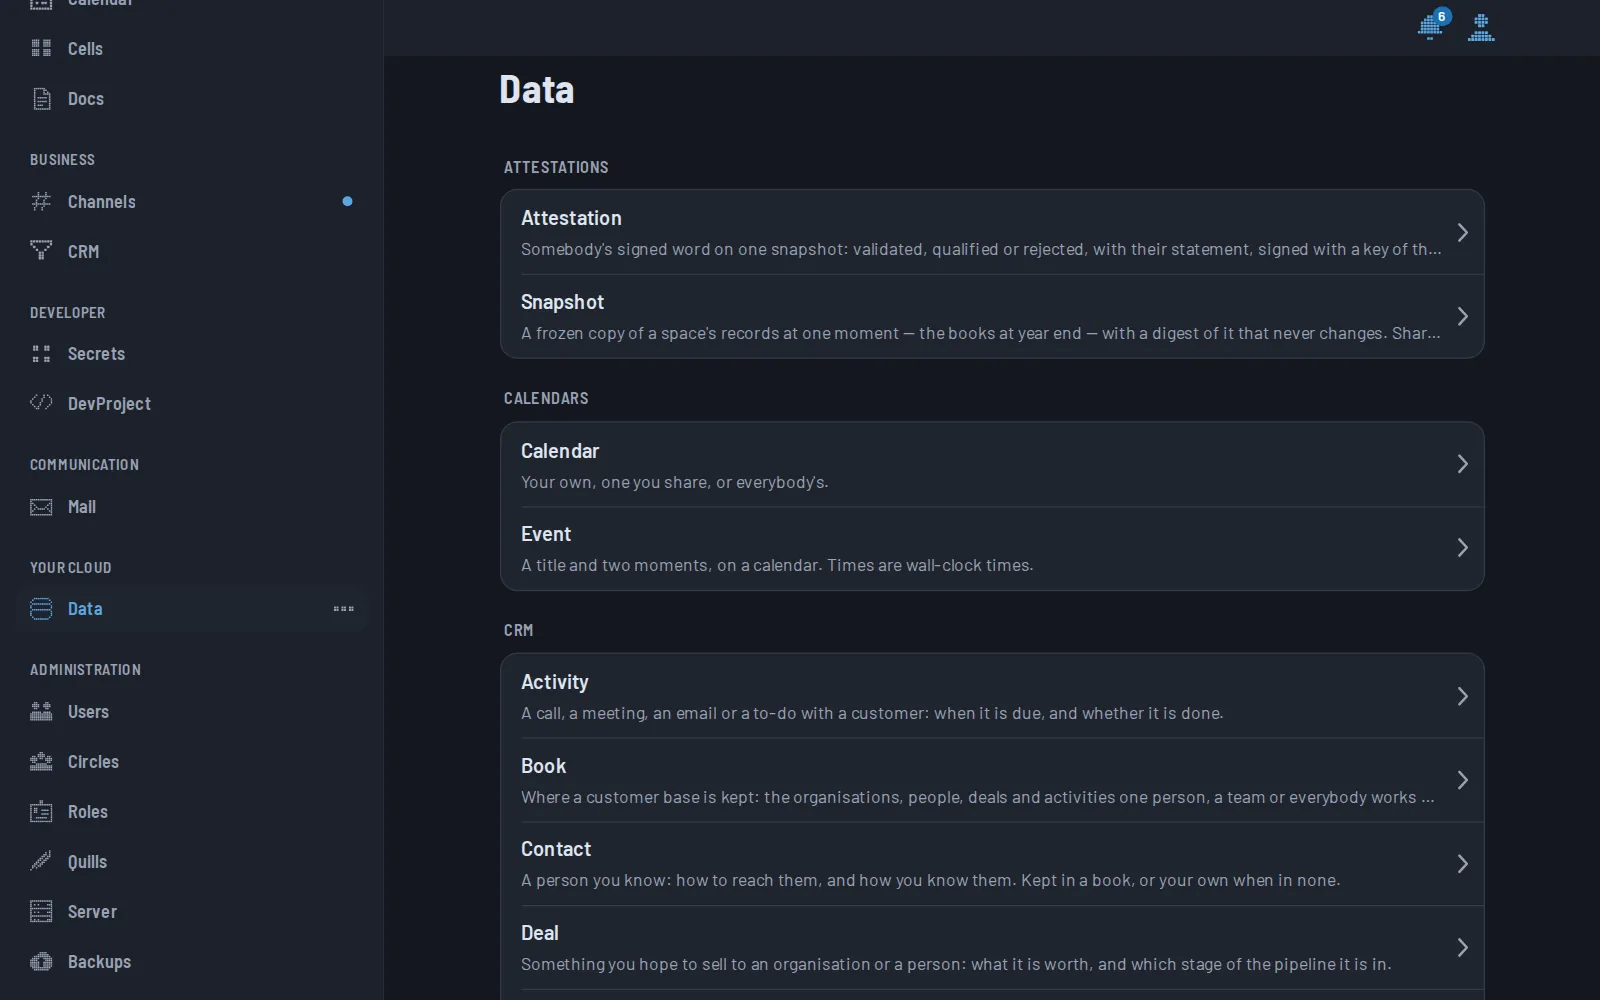 Calendar
Cells
Docs
BUSINESS
Channels
CRM
DEVELOPER
Secrets
DevProject
COMMUNICATION
Mail
YOUR CLOUD
Data
ADMINISTRATION
Users
Circles
Roles
Quills
Server
Backups
6
Data
ATTESTATIONS
Attestation
Somebody's signed word on one snapshot: validated, qualified or rejected, with their statement, signed with a key of th...
Snapshot
A frozen copy of a space's records at one moment — the books at year end — with a digest of it that never changes. Shar...
CALENDARS
Calendar
Your own, one you share, or everybody's.
Event
A title and two moments, on a calendar. Times are wall-clock times.
CRM
Activity
A call, a meeting, an email or a to-do with a customer: when it is due, and whether it is done.
Book
Where a customer base is kept: the organisations, people, deals and activities one person, a team or everybody works ...
Contact
A person you know: how to reach them, and how you know them. Kept in a book, or your own when in none.
Deal
Something you hope to sell to an organisation or a person: what it is worth, and which stage of the pipeline it is in.